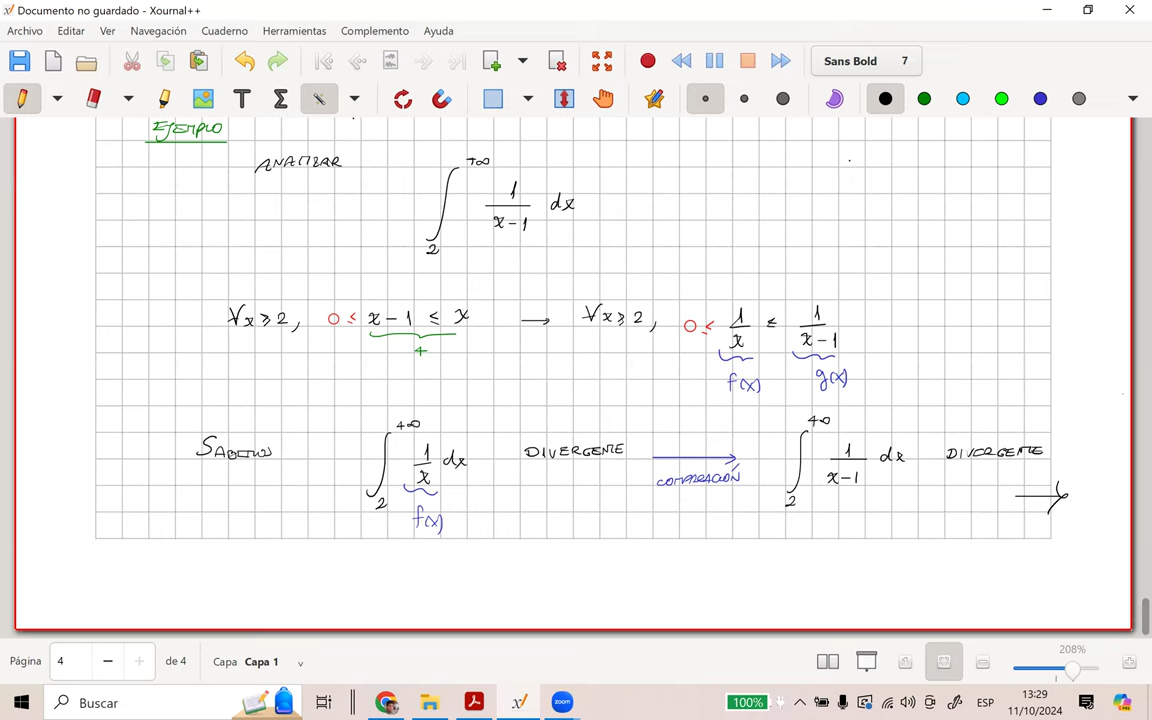 Documento no guardado - Xournal++
Archivo Editar Ver Navegación Cuaderno Herramientas Complemento Ayuda
Sans Bold 7
EJEMPLO
ANALIZAR
∫₂^{+∞} 1/(x-1) dx
∀x ≥ 2, 0 ≤ x - 1 ≤ x → ∀x ≥ 2, 0 ≤ 1/x ≤ 1/(x-1)
+
f(x) g(x)
SABEMOS ∫₂^{+∞} 1/x dx DIVERGENTE → ∫₂^{+∞} 1/(x-1) dx DIVERGENTE
COMPARACIÓN
f(x)
→
Página 4 de 4 Capa Capa 1 208%
Buscar
100% ESP 13:29
11/10/2024